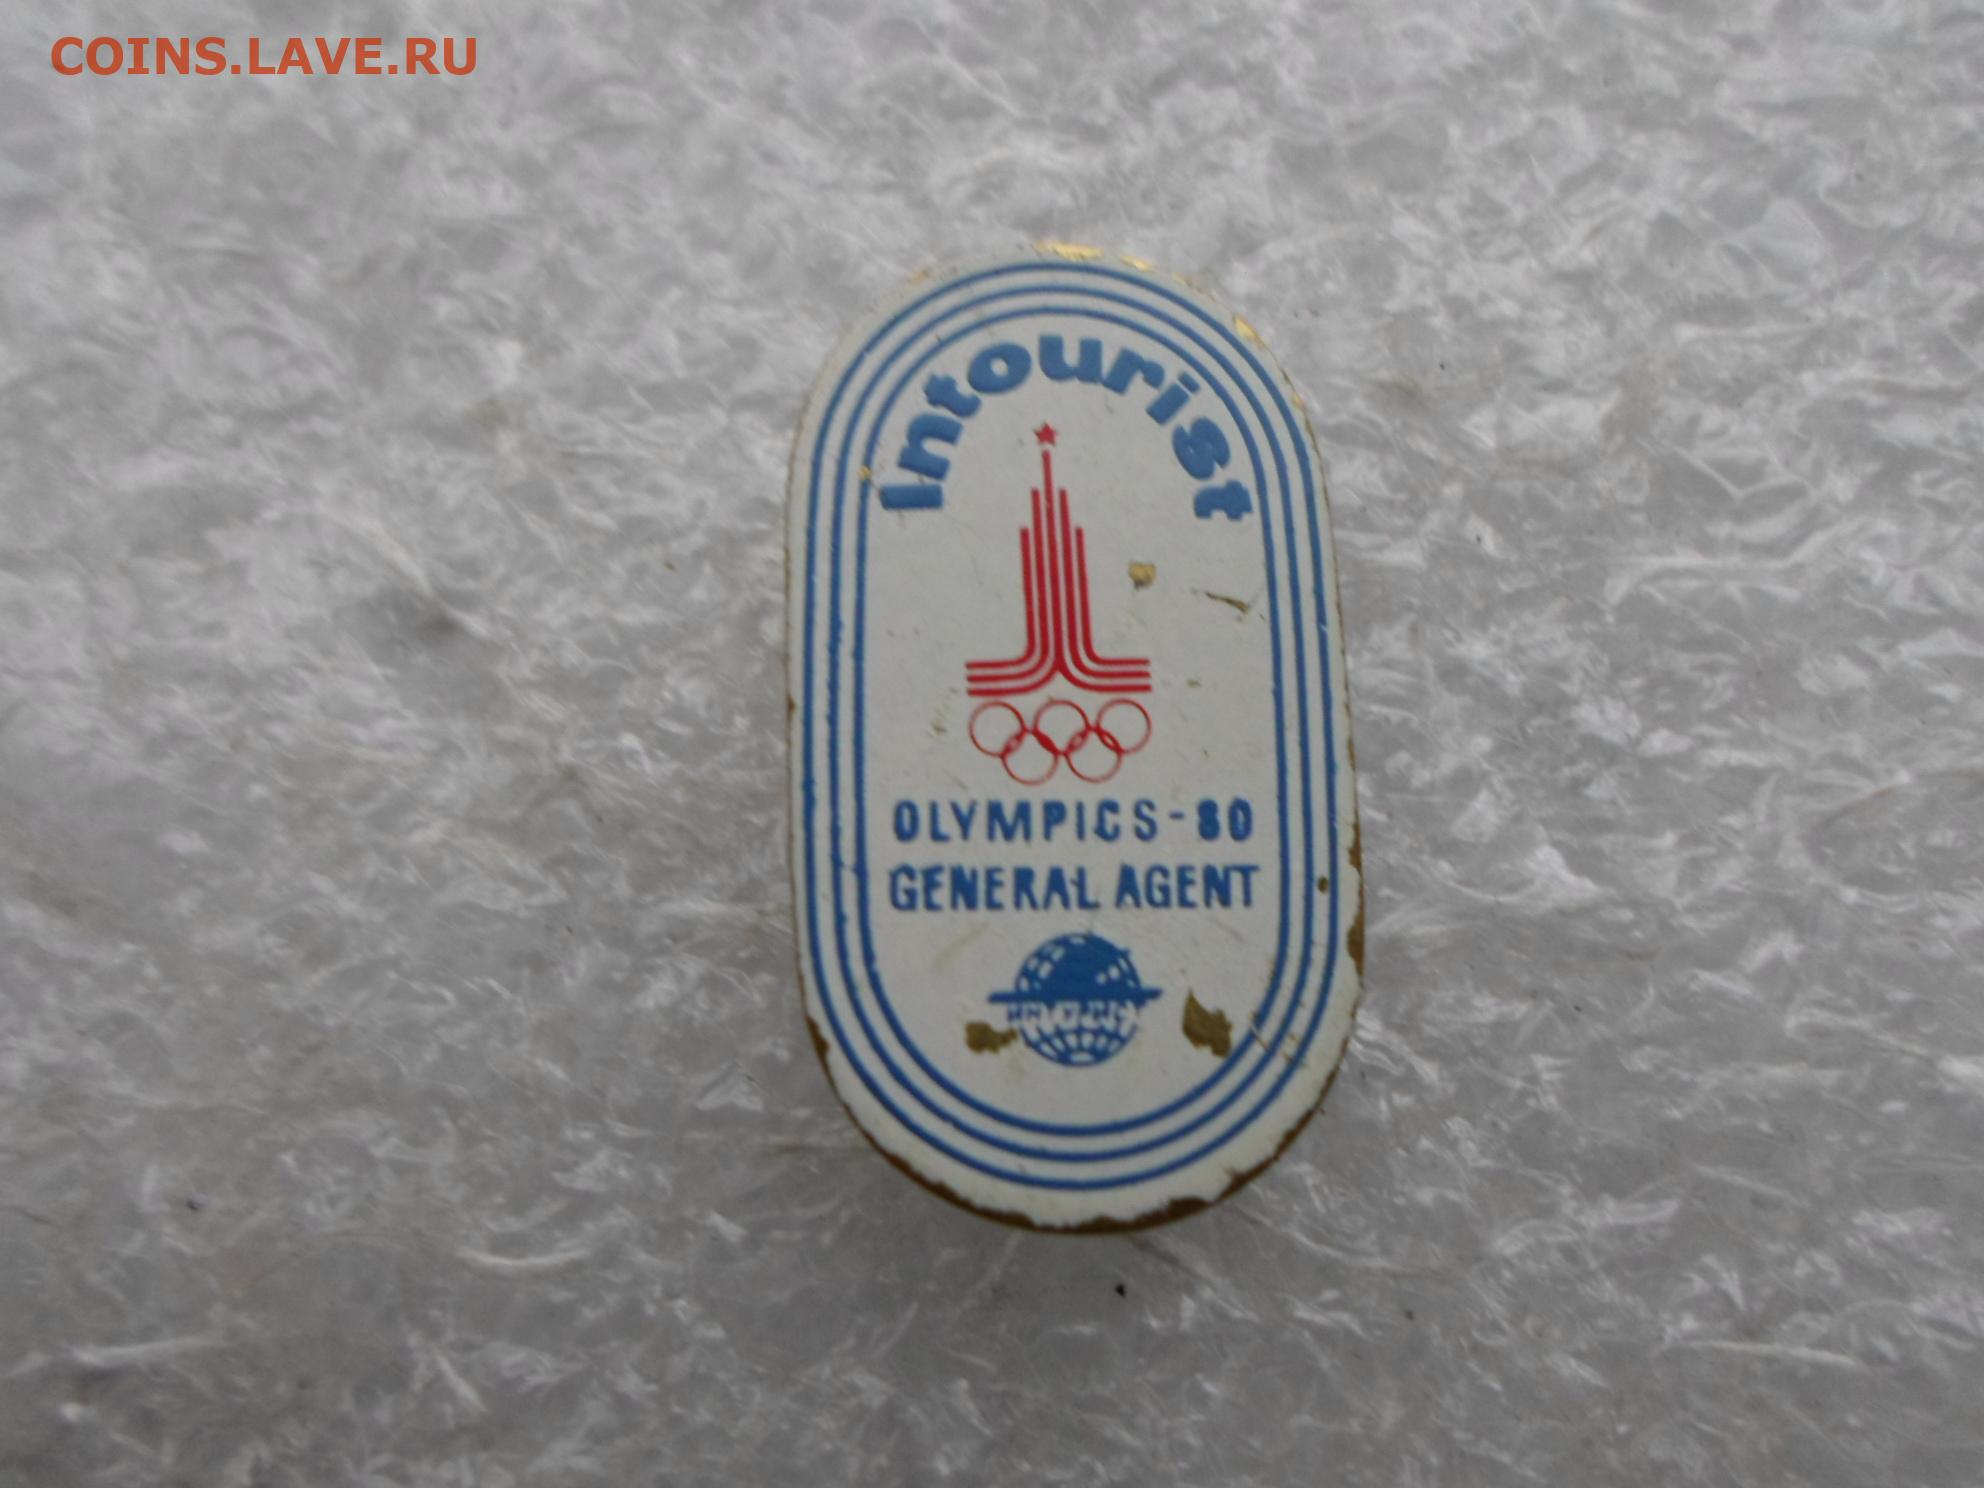 COINS.LAVE.RU
Intourist
OLYMPICS-80
GENERAL AGENT